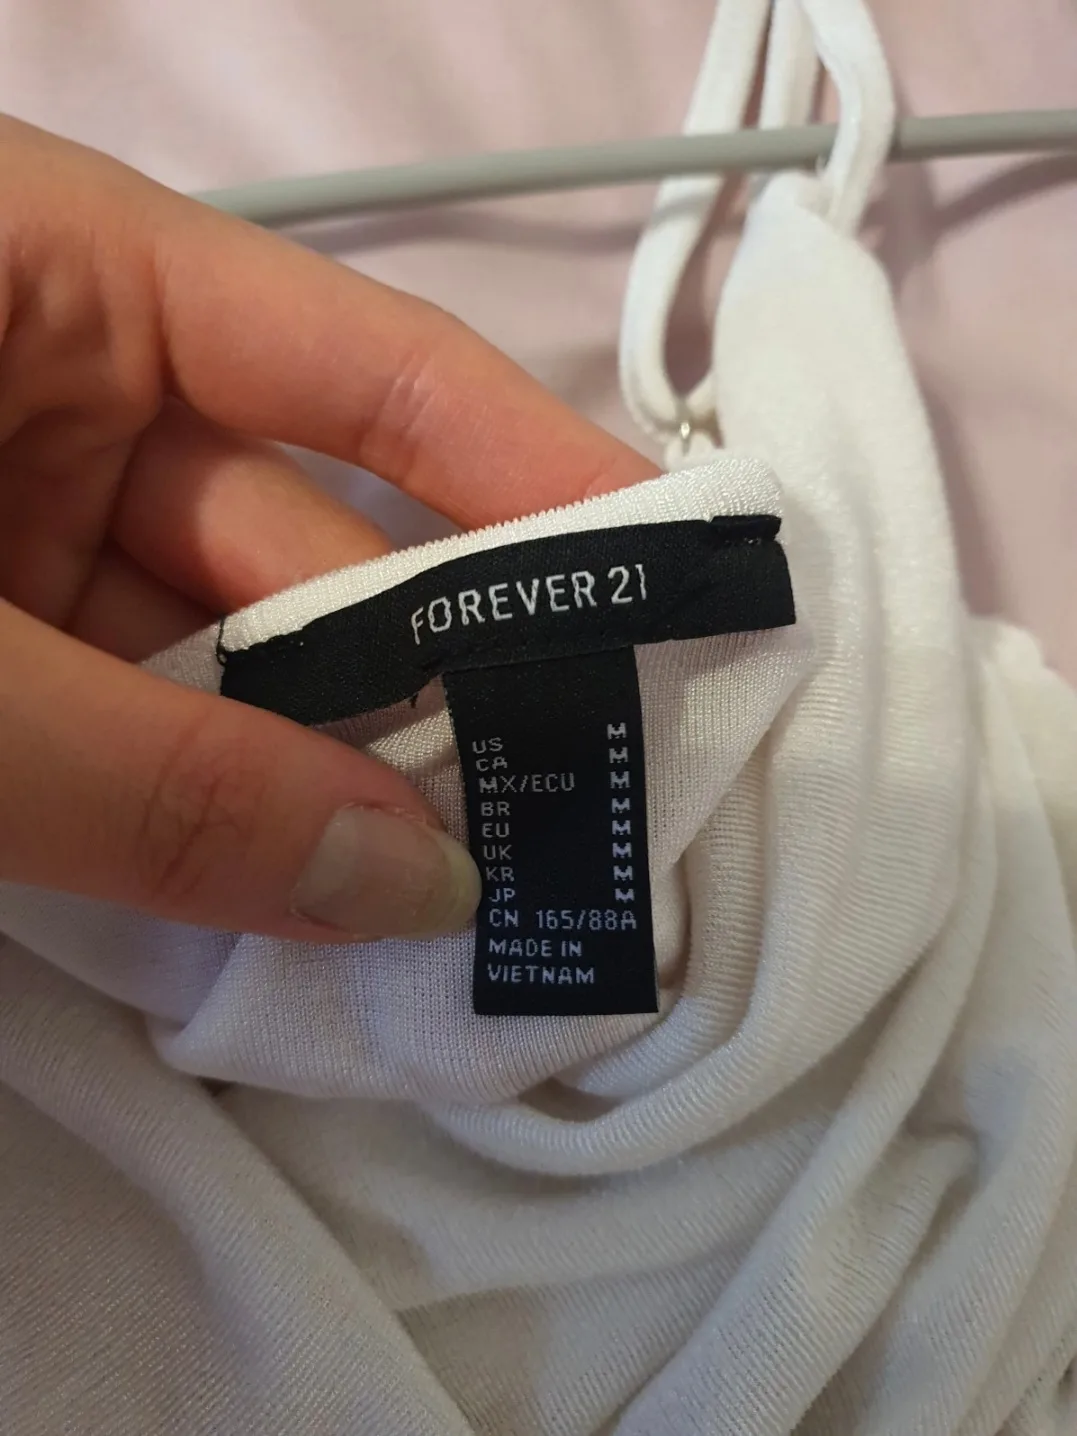 FOREVER 21
US M
CA M
MX/ECU M
BR M
EU M
UK M
KR M
JP M
CN 165/88A
MADE IN
VIETNAM